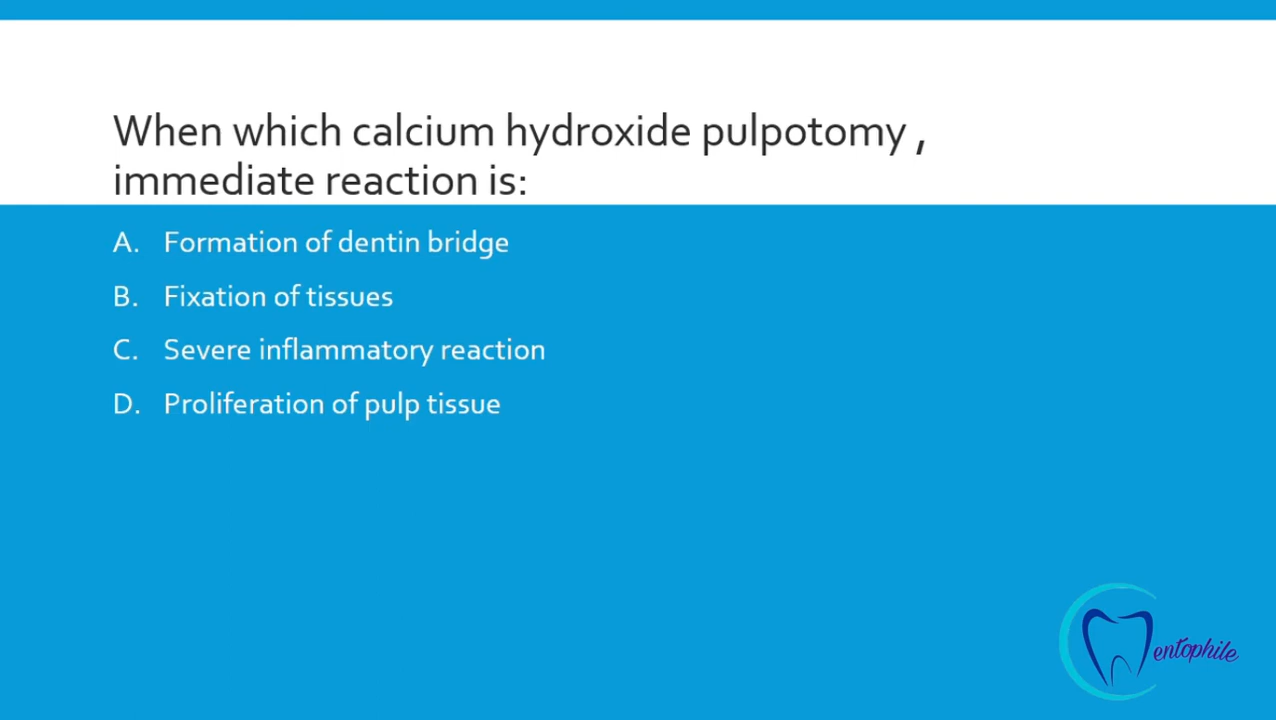 When which calcium hydroxide pulpotomy ,
immediate reaction is:
A. Formation of dentin bridge
B. Fixation of tissues
C. Severe inflammatory reaction
D. Proliferation of pulp tissue
entophile